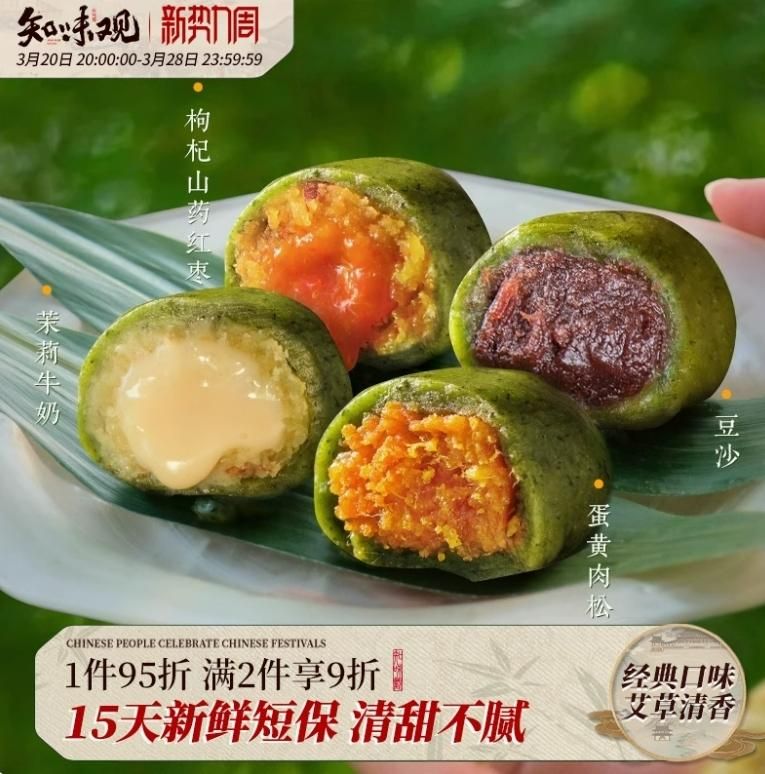 知味观 新势力周
3月20日 20:00:00-3月28日 23:59:59
枸杞山药红枣
茉莉牛奶
豆沙
蛋黄肉松
CHINESE PEOPLE CELEBRATE CHINESE FESTIVALS
1件95折 满2件享9折
15天新鲜短保 清甜不腻
经典口味
艾草清香